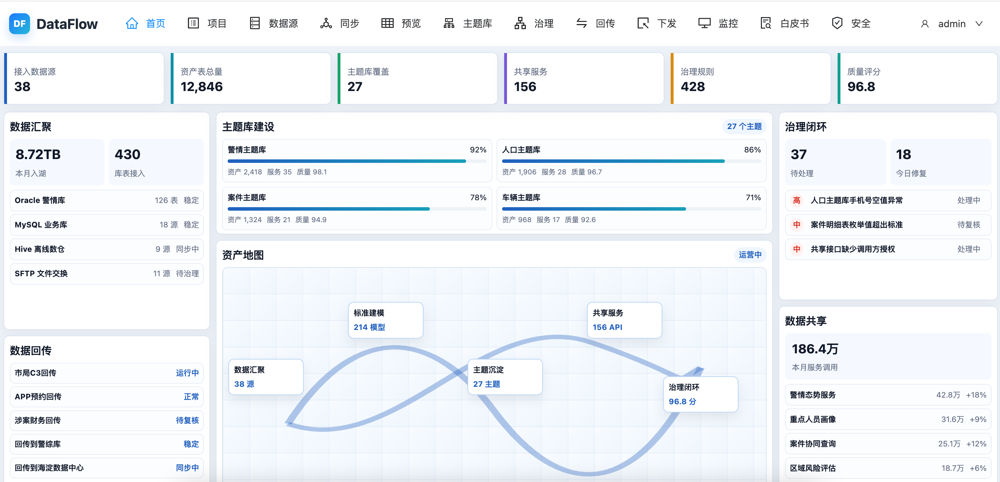 DF DataFlow 首页 项目 数据源 同步 预览 主题库 治理 回传 下发 监控 白皮书 安全 admin
接入数据源
38
资产表总量
12,846
主题库覆盖
27
共享服务
156
治理规则
428
质量评分
96.8
数据汇聚
8.72TB
本月入湖
430
库表接入
Oracle 警情库 126 表 稳定
MySQL 业务库 18 源 稳定
Hive 离线数仓 9 源 同步中
SFTP 文件交换 11 源 待治理
数据回传
市局C3回传 运行中
APP预约回传 正常
涉案财务回传 待复核
回传到警综库 稳定
回传到海淀数据中心 同步中
主题库建设 27 个主题
警情主题库 92%
资产 2,418 服务 35 质量 98.1
人口主题库 86%
资产 1,906 服务 28 质量 96.7
案件主题库 78%
资产 1,324 服务 21 质量 94.9
车辆主题库 71%
资产 968 服务 17 质量 92.6
资产地图 运营中
标准建模
214 模型
共享服务
156 API
数据汇聚
38 源
主题沉淀
27 主题
治理闭环
96.8 分
治理闭环
37
待处理
18
今日修复
高 人口主题库手机号空值异常 处理中
中 案件明细表枚举值超出标准 待复核
中 共享接口缺少调用方授权 处理中
数据共享
186.4万
本月服务调用
警情态势服务 42.8万 +18%
重点人员画像 31.6万 +9%
案件协同查询 25.1万 +12%
区域风险评估 18.7万 +6%